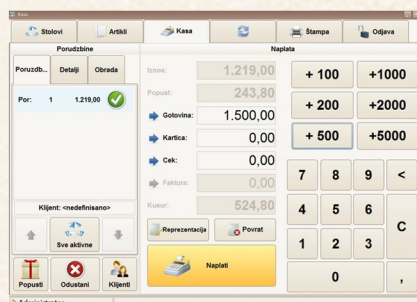 Kasa
Stolovi
Artikli
Kasa
Štampa
Odjava
Porudzbine
Naplata
Poruzdb...
Detalji
Obrada
Por: 1 1.219,00
Klijent: <nedefinisano>
Sve aktivne
Popusti
Odustani
Klijenti
Iznos: 1.219,00
Popust: 243,80
Gotovina: 1.500,00
Kartica: 0,00
Cek: 0,00
Faktura: 0,00
Kusur: 524,80
Reprezentacija
Povrat
Naplati
+ 100
+1000
+ 200
+2000
+ 500
+5000
7 8 9 <
4 5 6
C
1 2 3
0 ,
Administrator